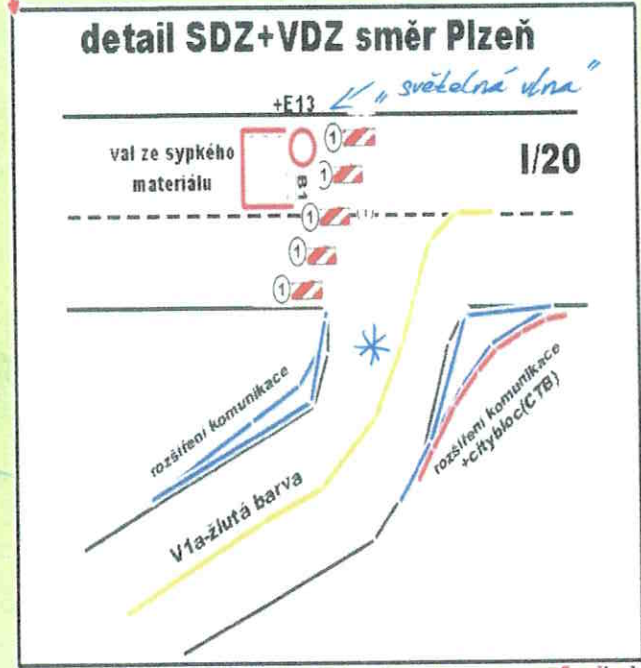 detail SDZ+VDZ směr Plzeň
+E13
"světelná vlna"
val ze sypkého
materiálu
B1
1
1
1
1
1
I/20
rozšíření komunikace
V1a-žlutá barva
rozšíření komunikace
+citybloc(CTB)